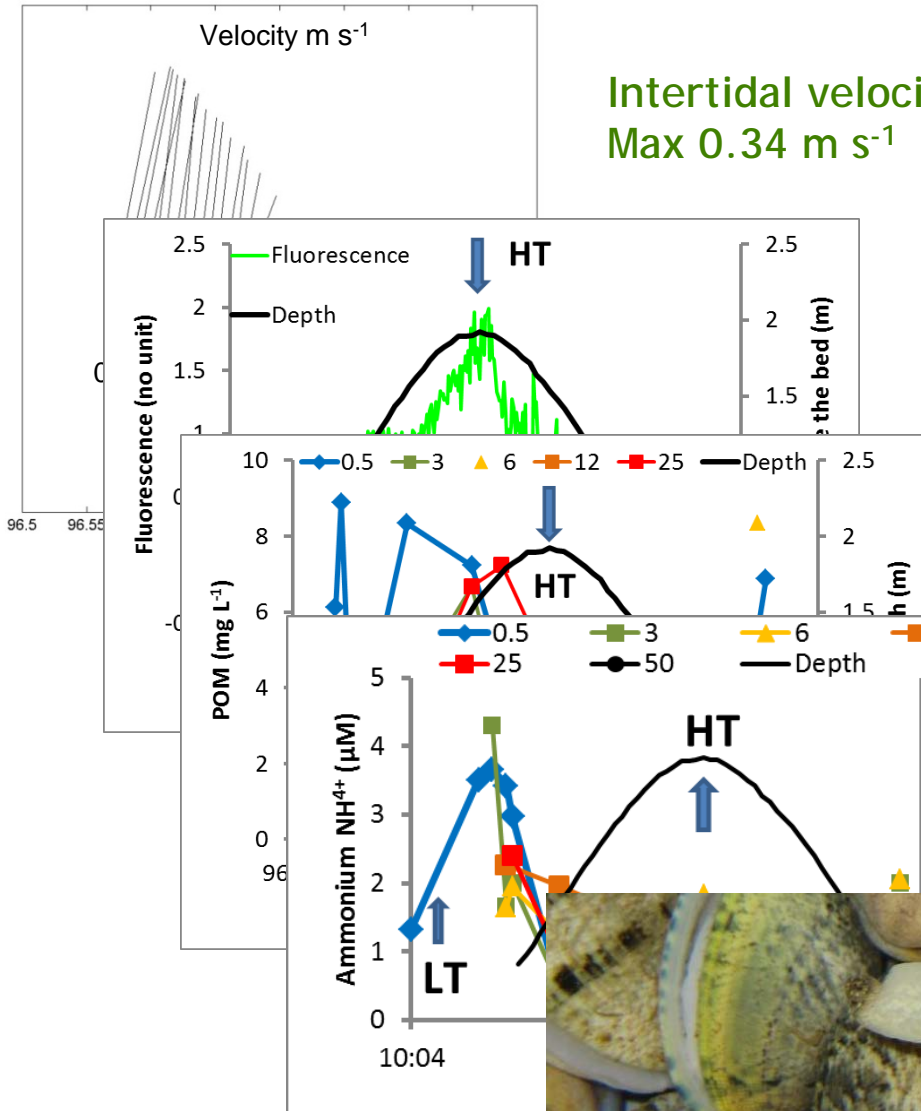 Velocity m s-1
Intertidal veloci
Max 0.34 m s-1
96.5
96.55
Fluorescence
Depth
HT
Fluorescence (no unit)
2.5
2
1.5
1
2.5
2
1.5
e the bed (m)
0.5 3 6 12 25 Depth
HT
POM (mg L-1)
10
8
6
4
2
0
96
2.5
2
1.5
h (m)
0.5 3 6
25 50 Depth
HT
LT
Ammonium NH4+ (µM)
5
4
3
2
1
0
10:04